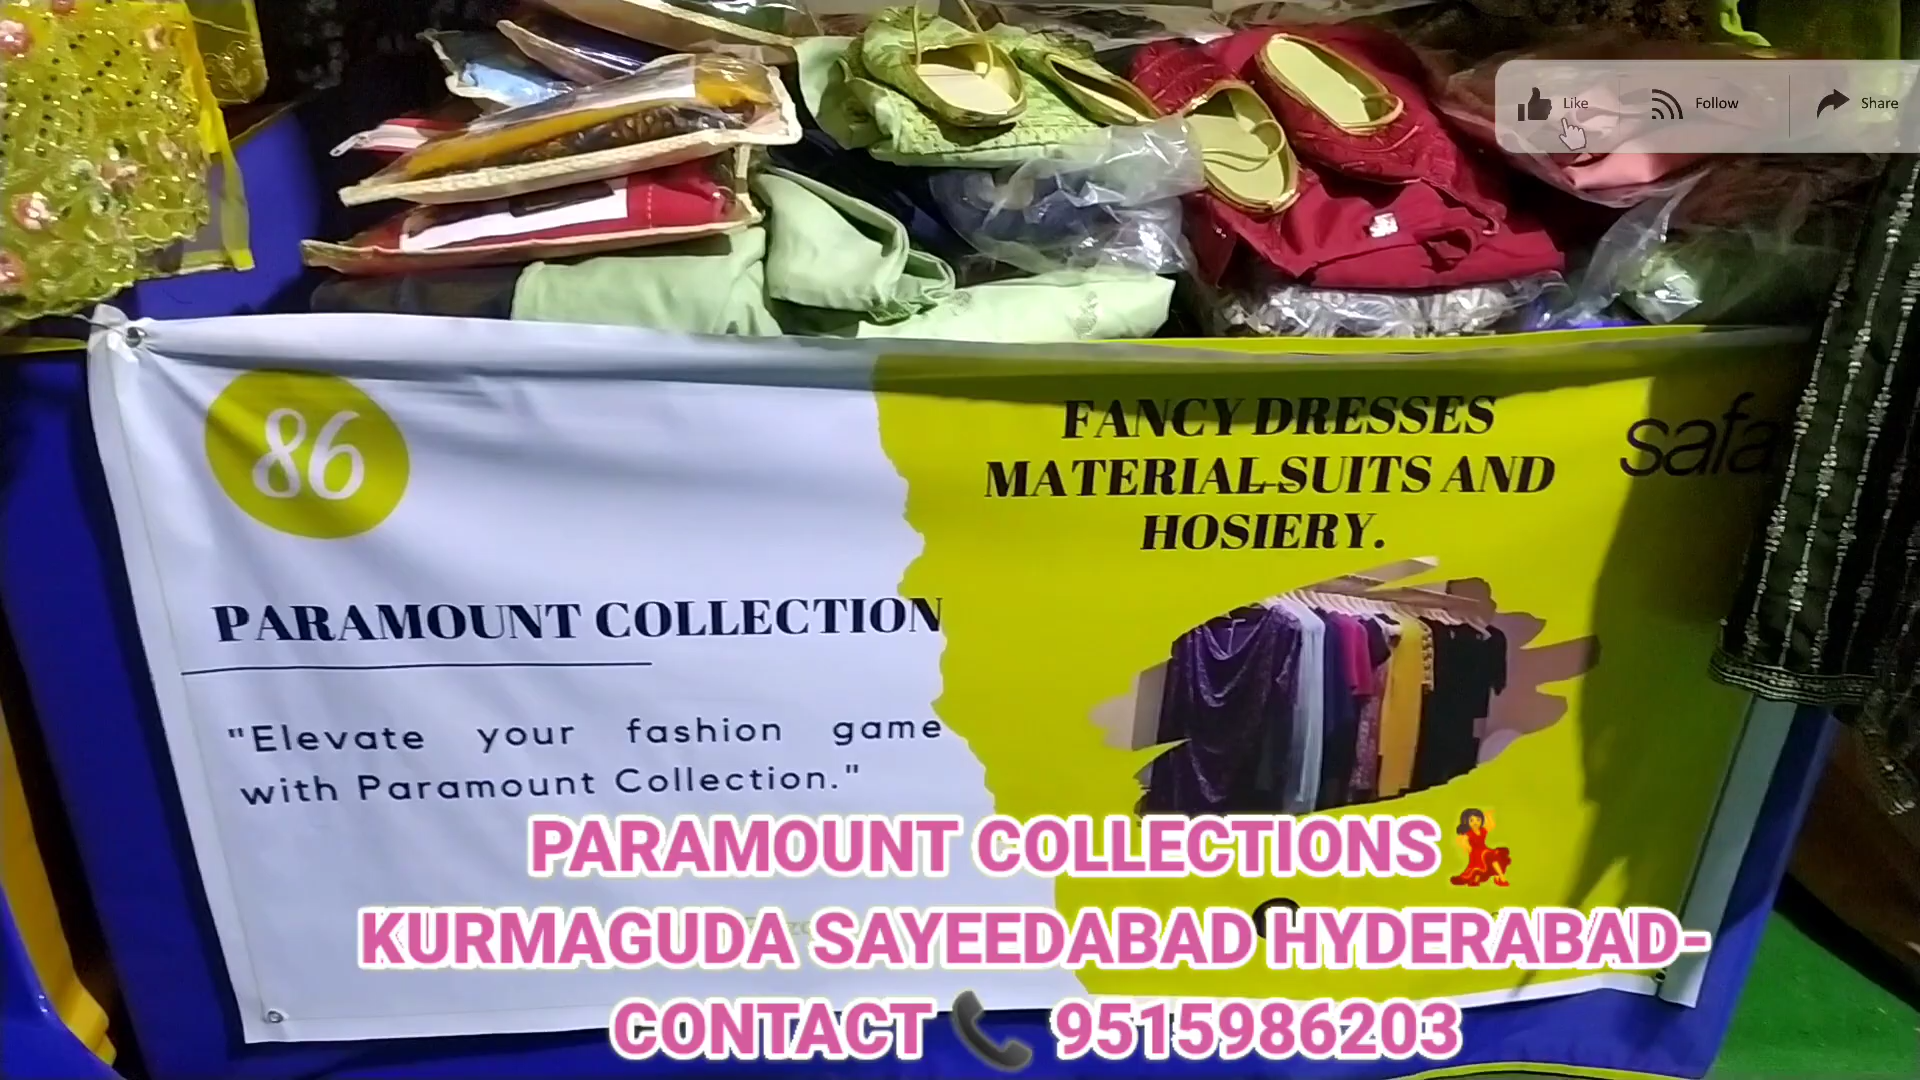 Like
Follow
Share
86
FANCY DRESSES
MATERIAL SUITS AND
HOSIERY.
safa
PARAMOUNT COLLECTION
"Elevate your fashion game
with Paramount Collection."
PARAMOUNT COLLECTIONS💃
KURMAGUDA SAYEEDABAD HYDERABAD-
CONTACT 📞 9515986203